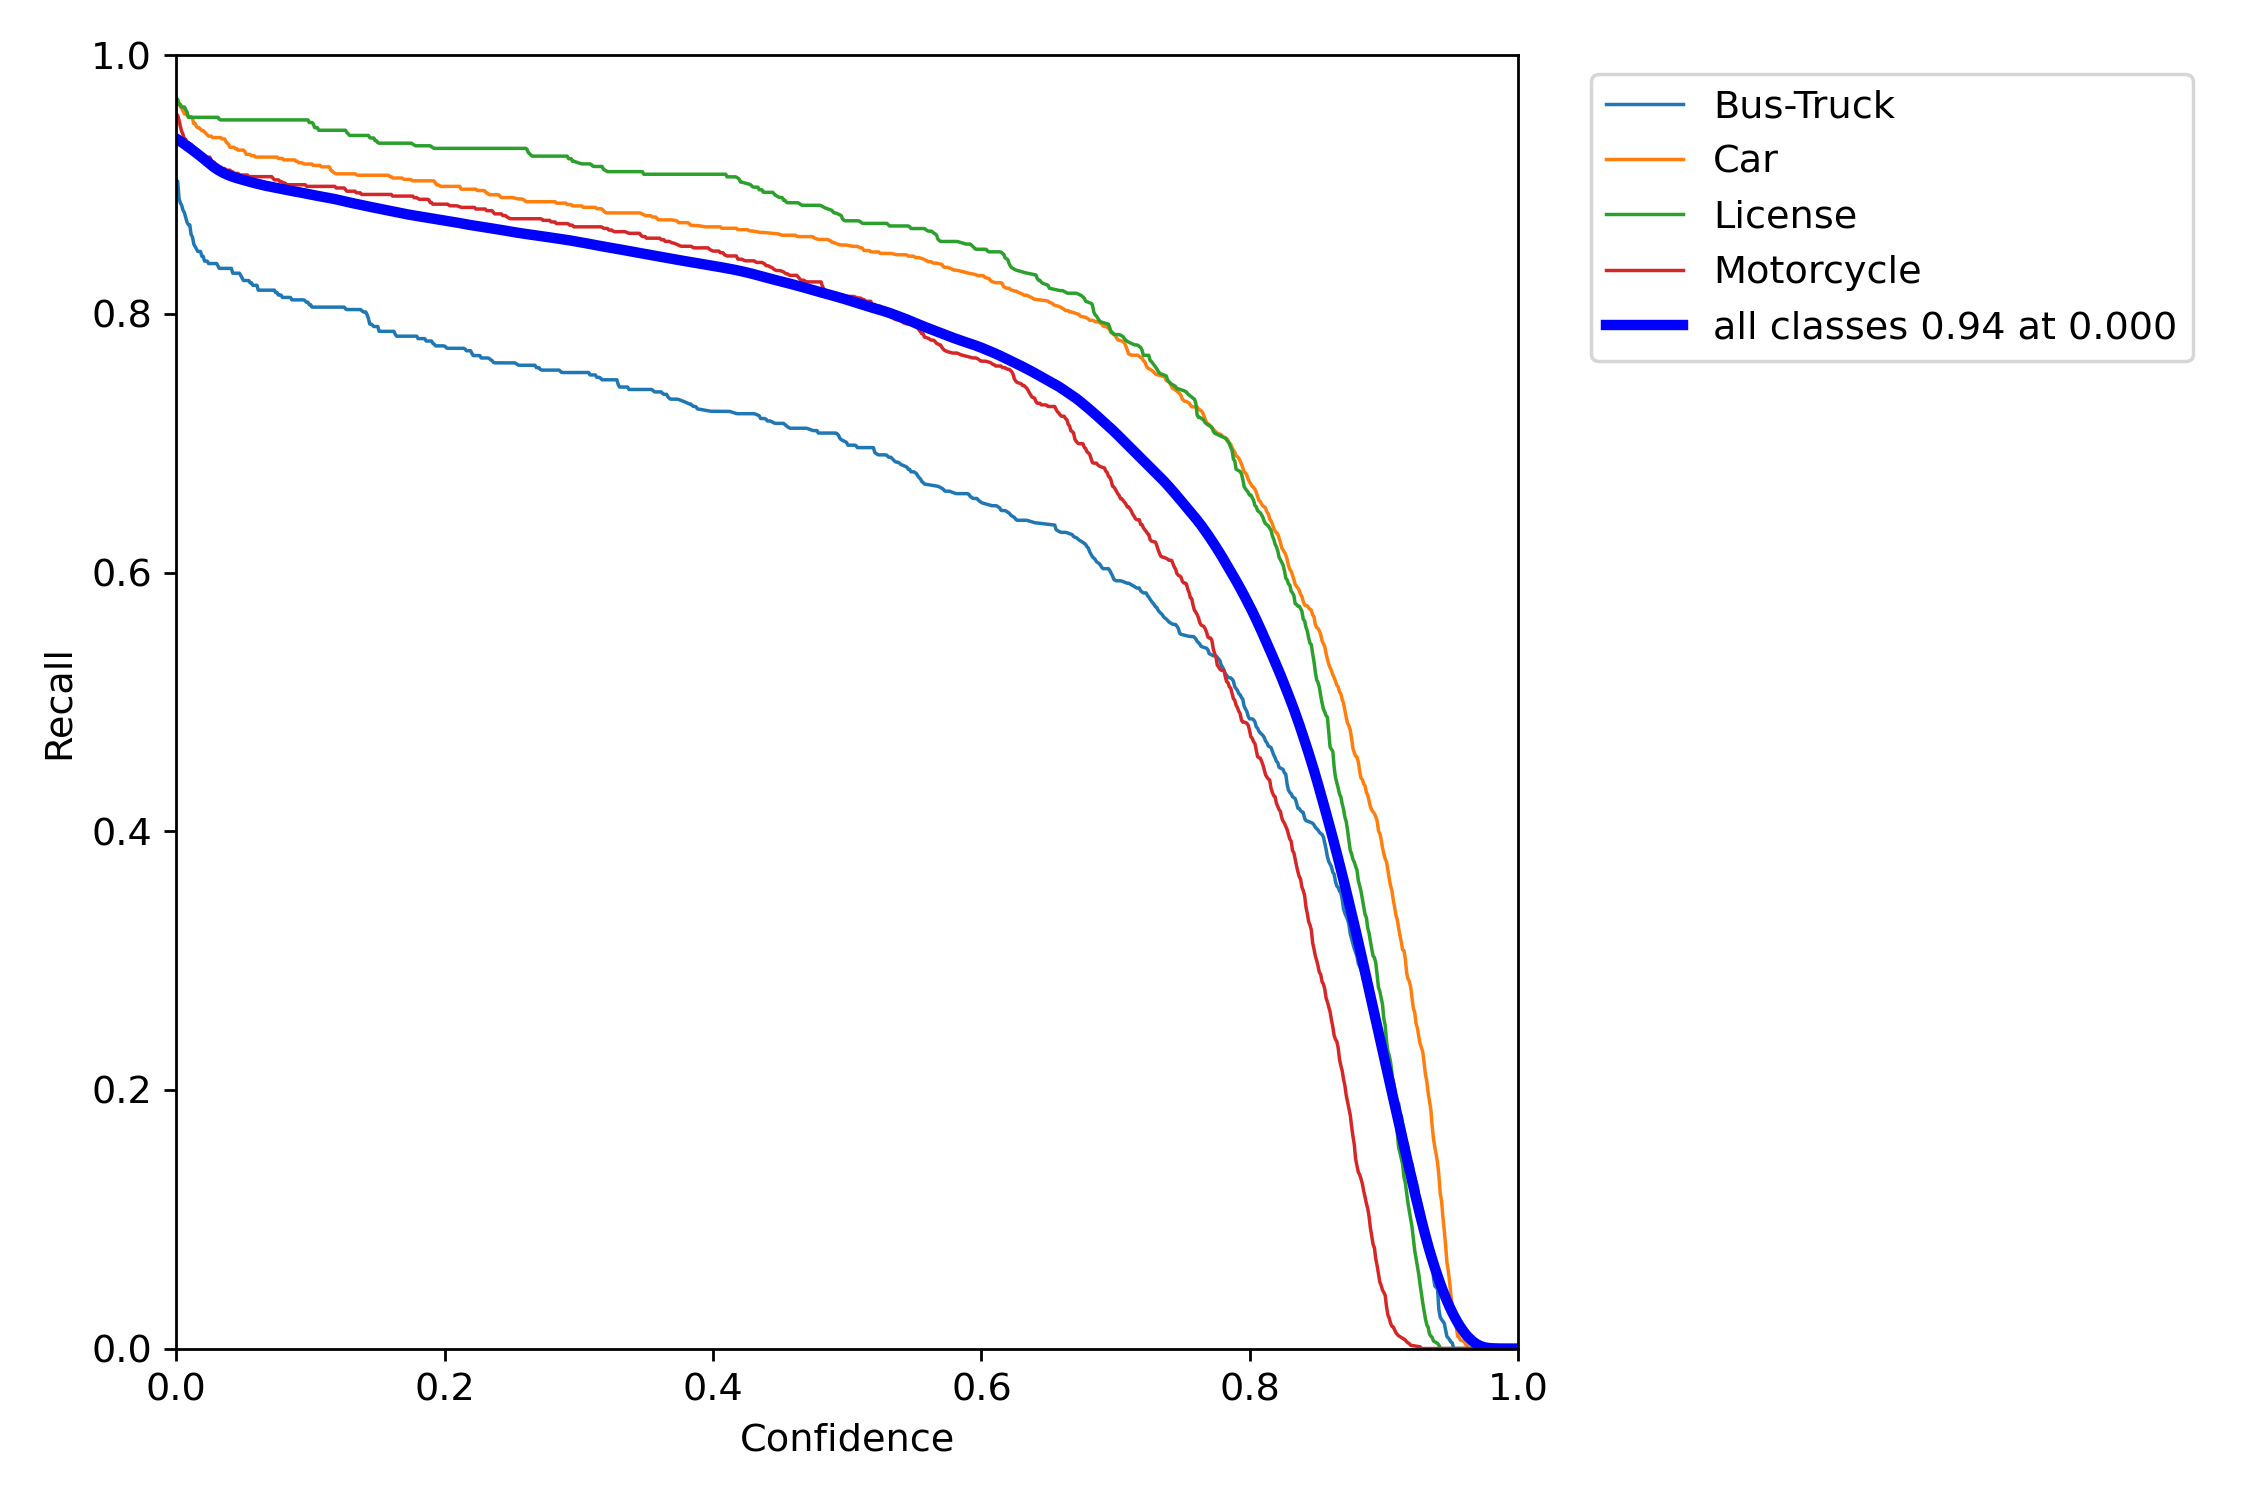 1.0
0.8
0.6
0.4
0.2
0.0
0.0 0.2 0.4 0.6 0.8 1.0
Recall
Confidence
Bus-Truck
Car
License
Motorcycle
all classes 0.94 at 0.000